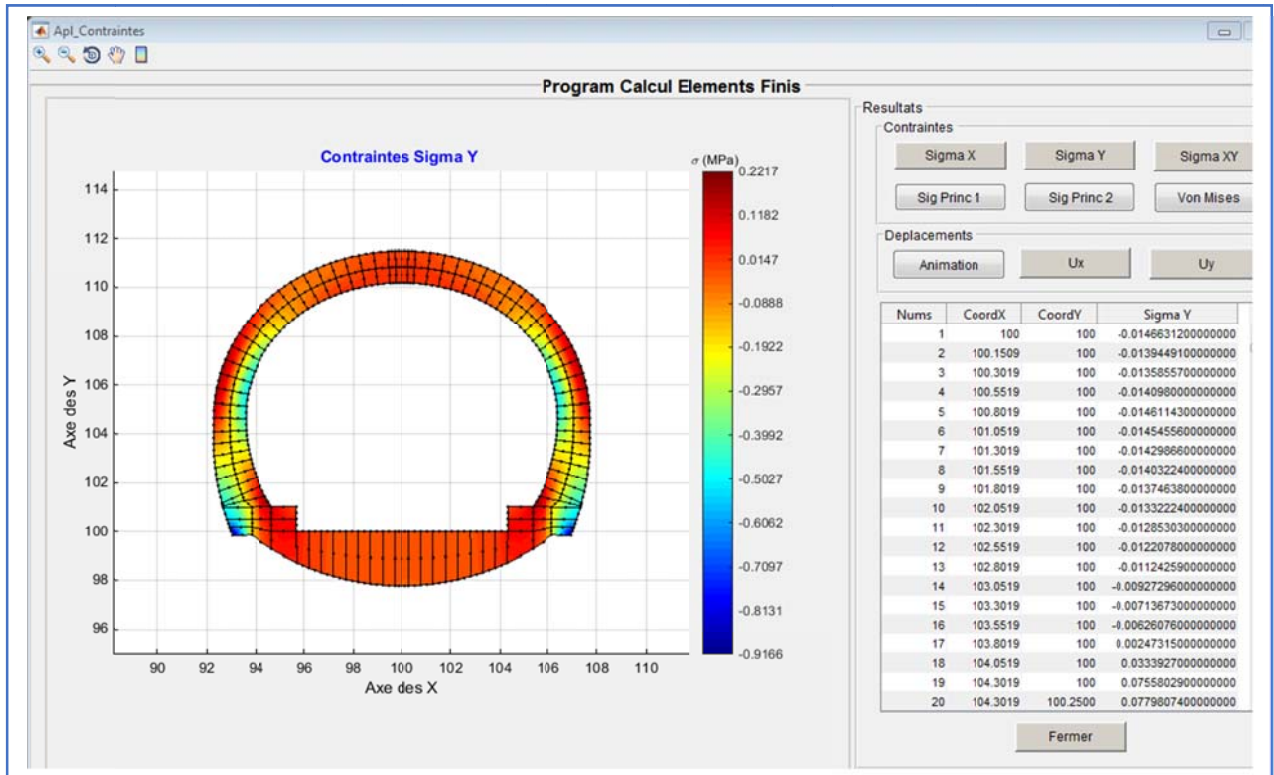 Apl_Contraintes
Program Calcul Elements Finis
Contraintes Sigma Y
σ (MPa)
114
112
110
108
106
104
102
100
98
96
Axe des Y
90 92 94 96 98 100 102 104 106 108 110
Axe des X
0.2217
0.1182
0.0147
-0.0888
-0.1922
-0.2957
-0.3992
-0.5027
-0.6062
-0.7097
-0.8131
-0.9166
Resultats
Contraintes
Sigma X Sigma Y Sigma XY
Sig Princ 1 Sig Princ 2 Von Mises
Deplacements
Animation Ux Uy
Nums CoordX CoordY Sigma Y
1 100 100 -0.0146631200000000
2 100.1509 100 -0.0139449100000000
3 100.3019 100 -0.0135855700000000
4 100.5519 100 -0.0140980000000000
5 100.8019 100 -0.0146114300000000
6 101.0519 100 -0.0145455600000000
7 101.3019 100 -0.0142986600000000
8 101.5519 100 -0.0140322400000000
9 101.8019 100 -0.0137463800000000
10 102.0519 100 -0.0133222400000000
11 102.3019 100 -0.0128530300000000
12 102.5519 100 -0.0122078000000000
13 102.8019 100 -0.0112425900000000
14 103.0519 100 -0.00927296000000000
15 103.3019 100 -0.00713673000000000
16 103.5519 100 -0.00626076000000000
17 103.8019 100 0.00247315000000000
18 104.0519 100 0.0333927000000000
19 104.3019 100 0.0755802900000000
20 104.3019 100.2500 0.0779807400000000
Fermer